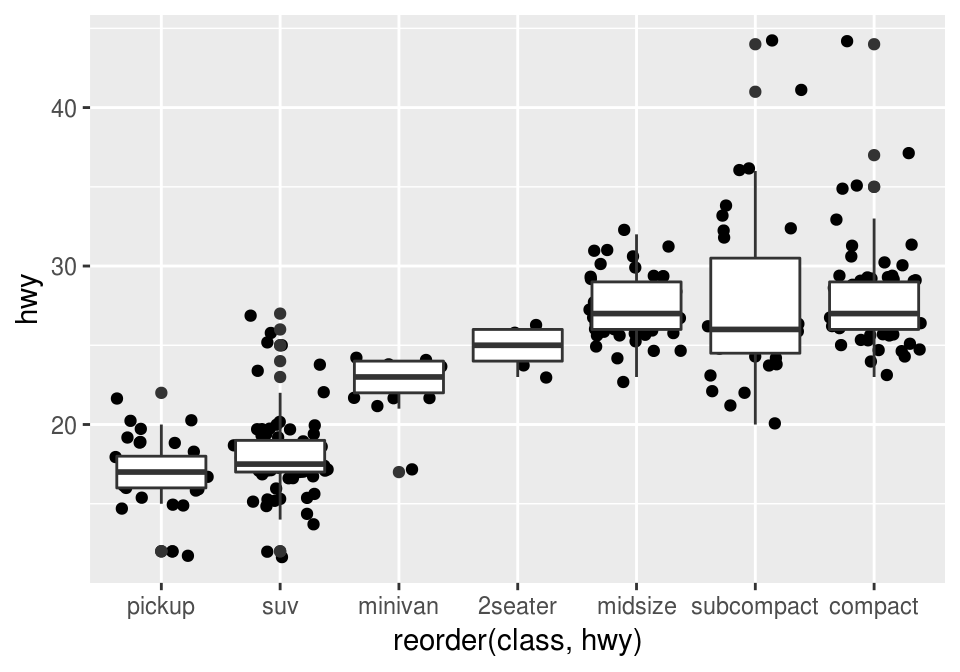 40
30
20
hwy
pickup suv minivan 2seater midsize subcompact compact
reorder(class, hwy)